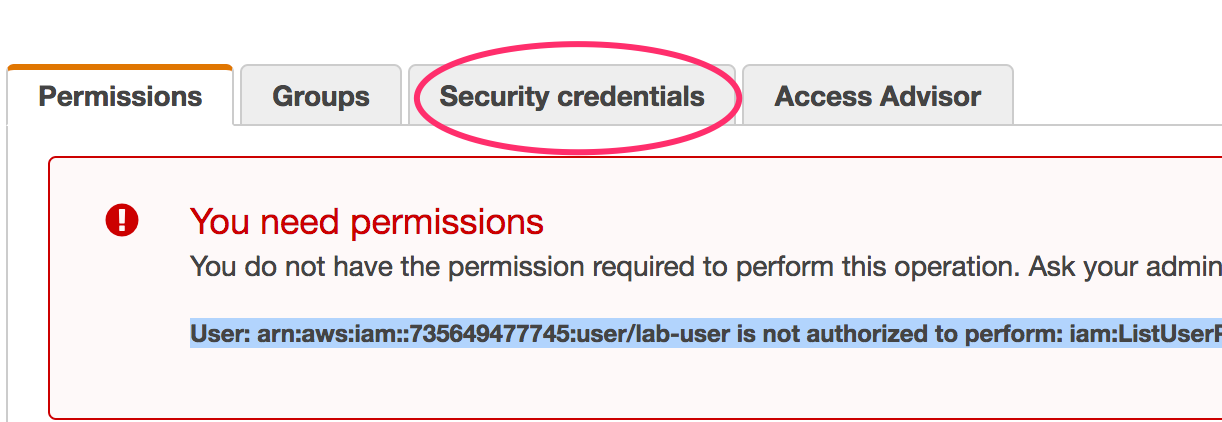 Permissions
Groups
Security credentials
Access Advisor
You need permissions
You do not have the permission required to perform this operation. Ask your admin
User: arn:aws:iam::735649477745:user/lab-user is not authorized to perform: iam:ListUser